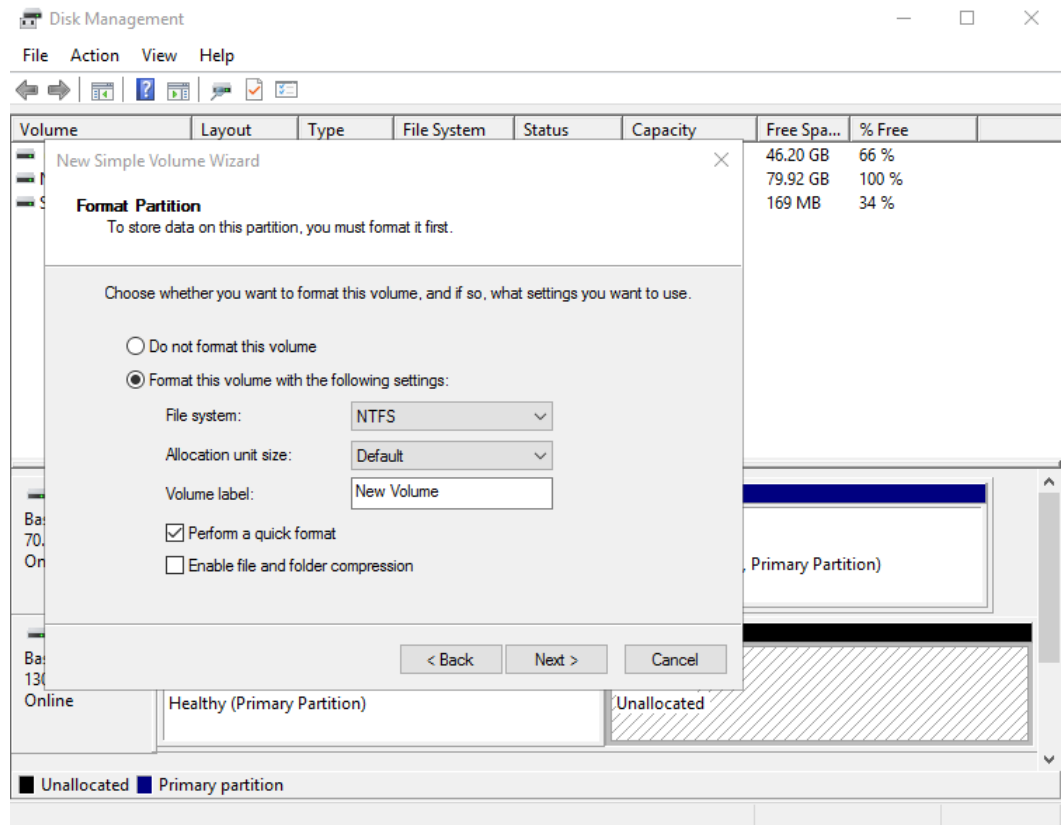 Disk Management
File Action View Help
Volume Layout Type File System Status Capacity Free Spa... % Free
46.20 GB 66 %
79.92 GB 100 %
169 MB 34 %
New Simple Volume Wizard
Format Partition
To store data on this partition, you must format it first.
Choose whether you want to format this volume, and if so, what settings you want to use.
Do not format this volume
Format this volume with the following settings:
File system: NTFS
Allocation unit size: Default
Volume label: New Volume
Perform a quick format
Enable file and folder compression
< Back Next > Cancel
70.
On
, Primary Partition)
130
Online
Healthy (Primary Partition)
Unallocated
Unallocated Primary partition